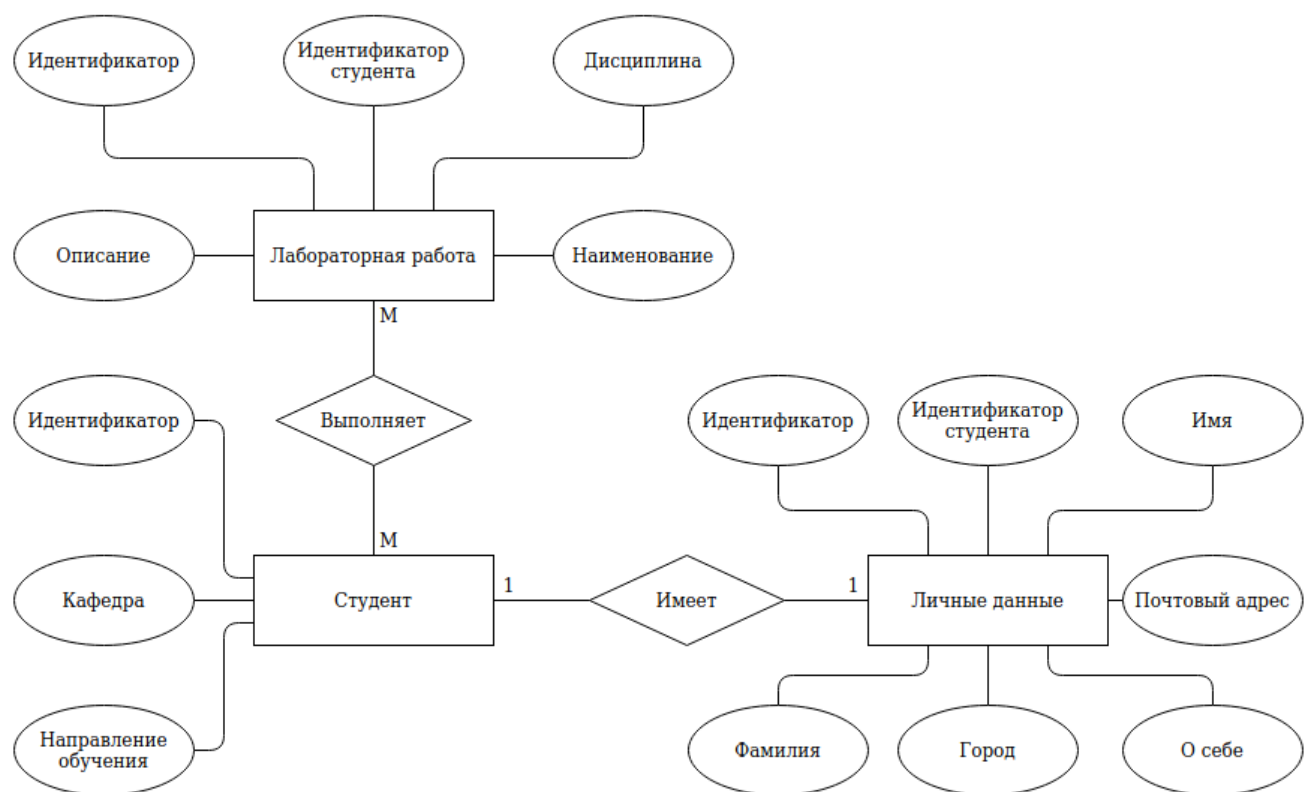 Идентификатор
Идентификатор
студента
Дисциплина
Описание
Лабораторная работа
Наименование
М
Идентификатор
Выполняет
Идентификатор
Идентификатор
студента
Имя
М
Кафедра
Студент
1
Имеет
1
Личные данные
Почтовый адрес
Направление
обучения
Фамилия
Город
О себе